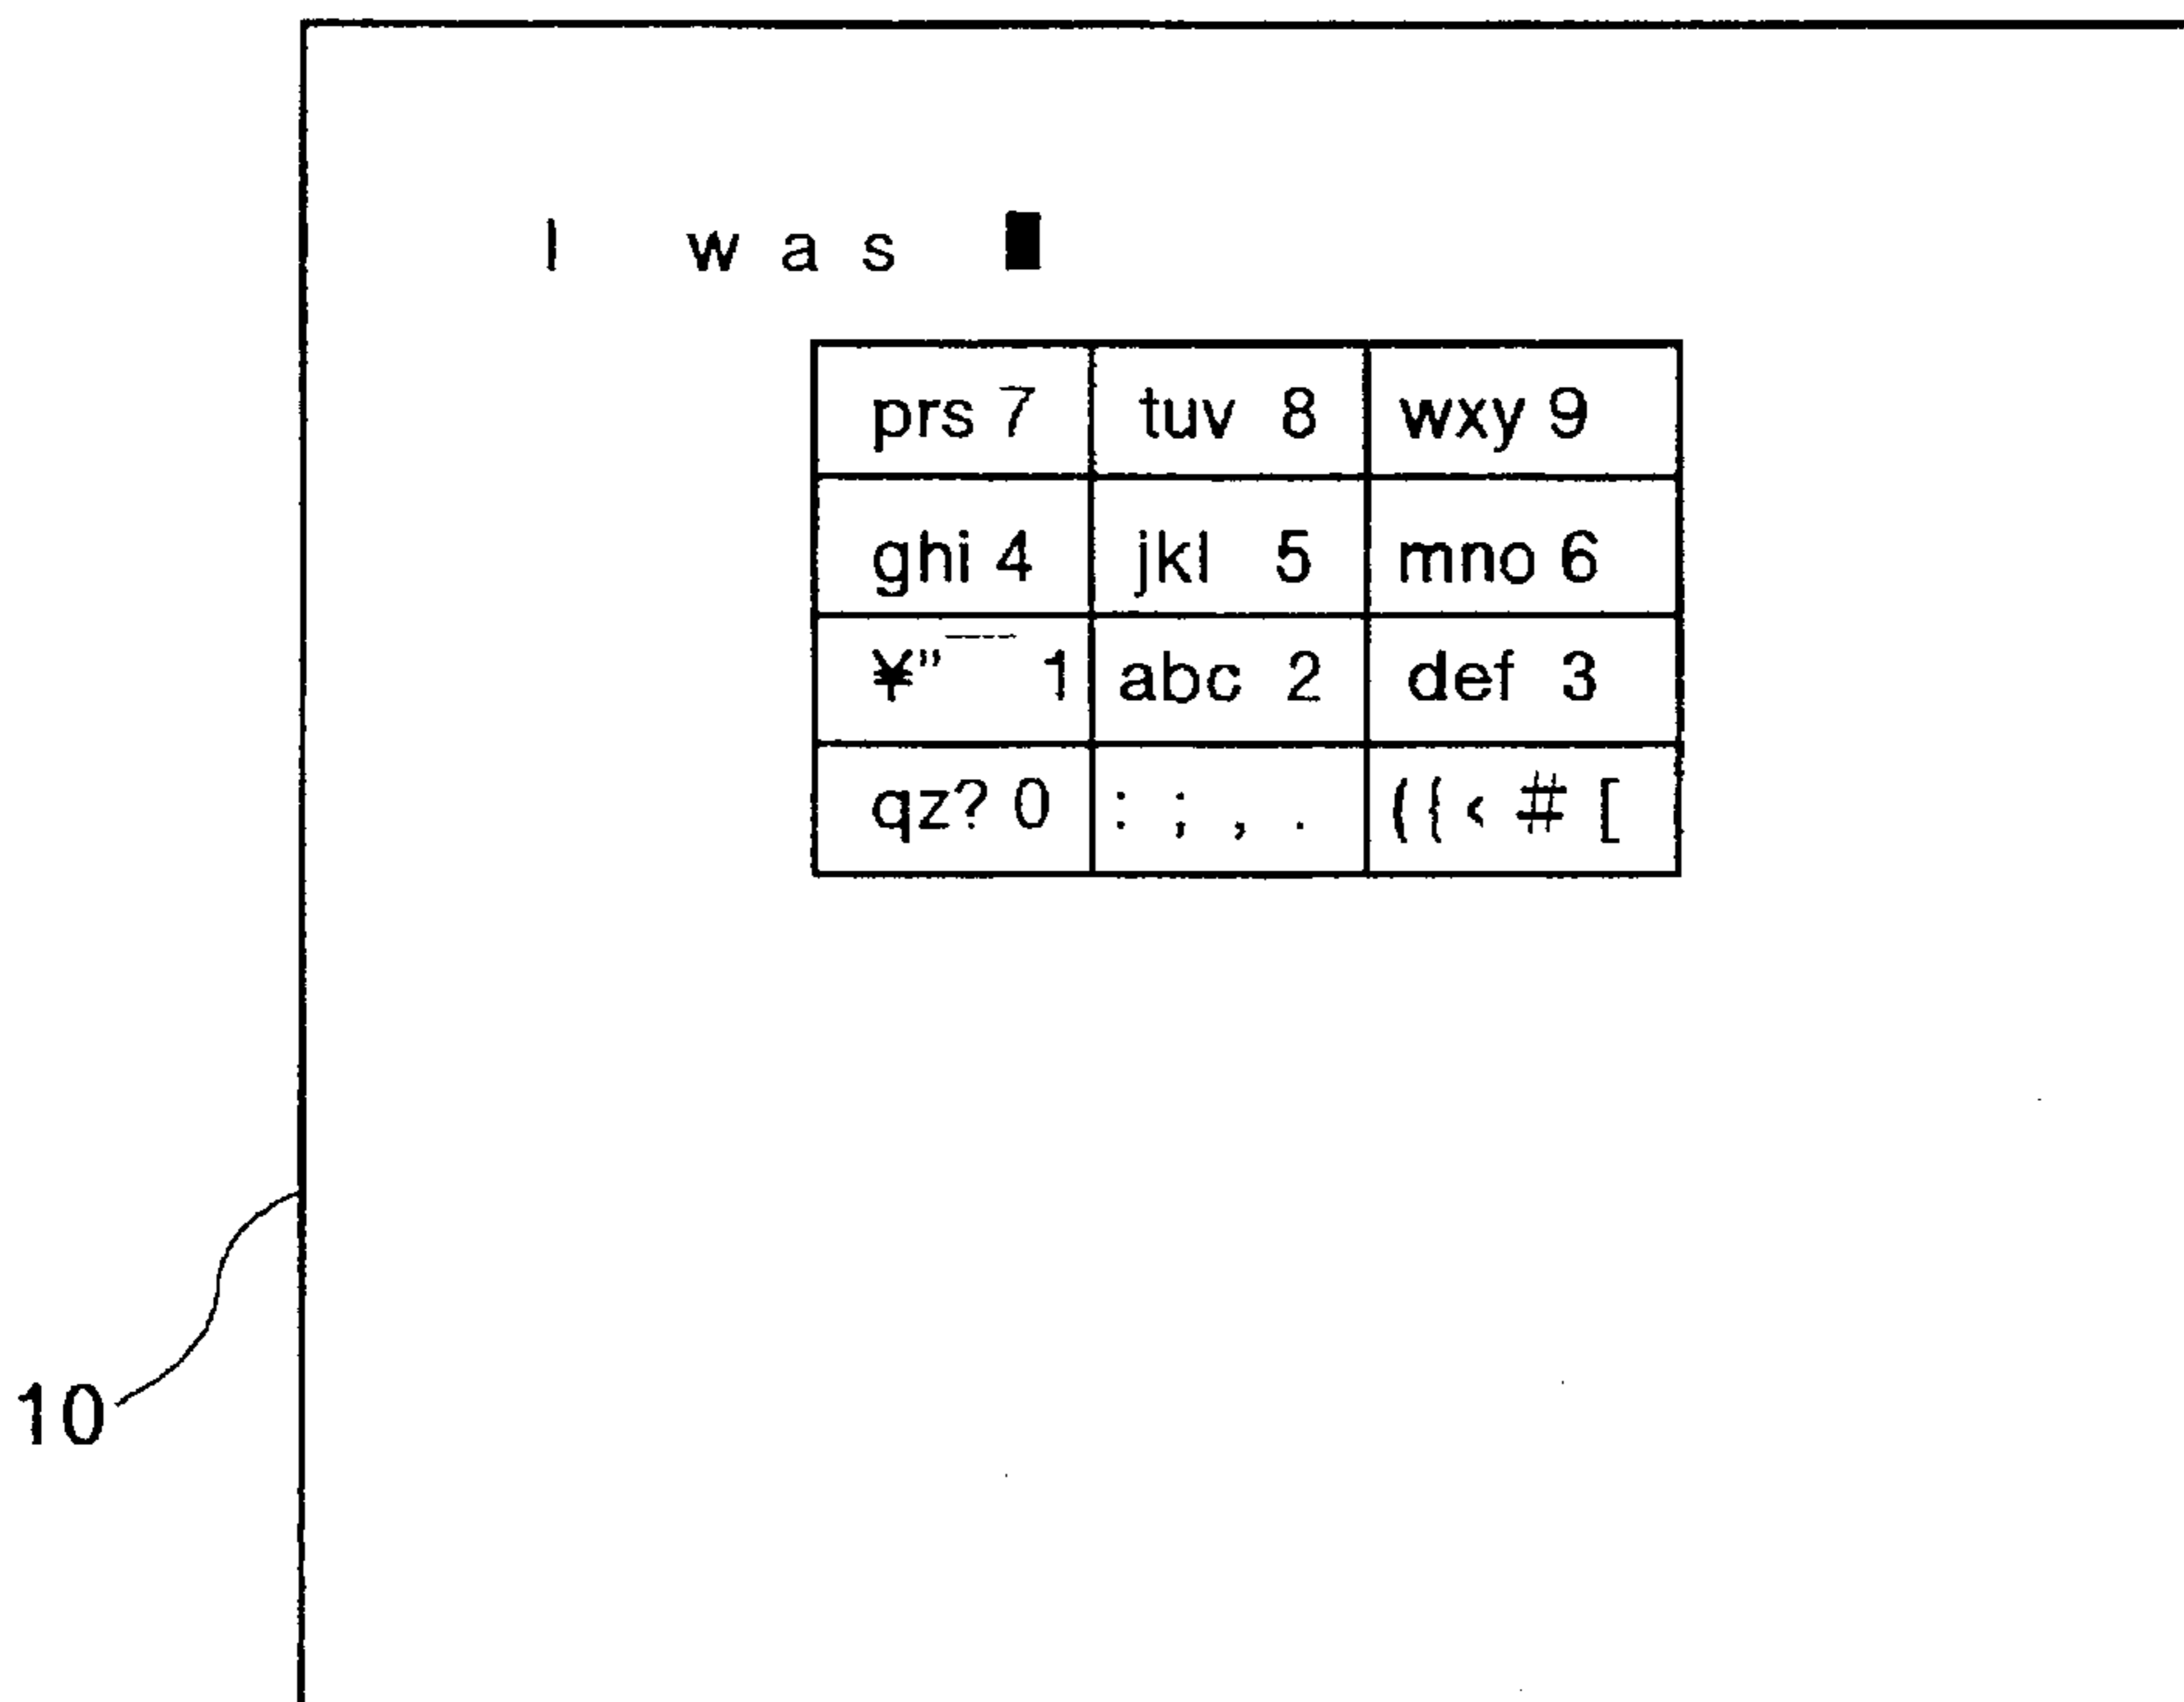 I was
prs 7 tuv 8 wxy 9
ghi 4 jkl 5 mno 6
¥”‾ 1 abc 2 def 3
qz? 0 : ; , . ({‹ # [
10